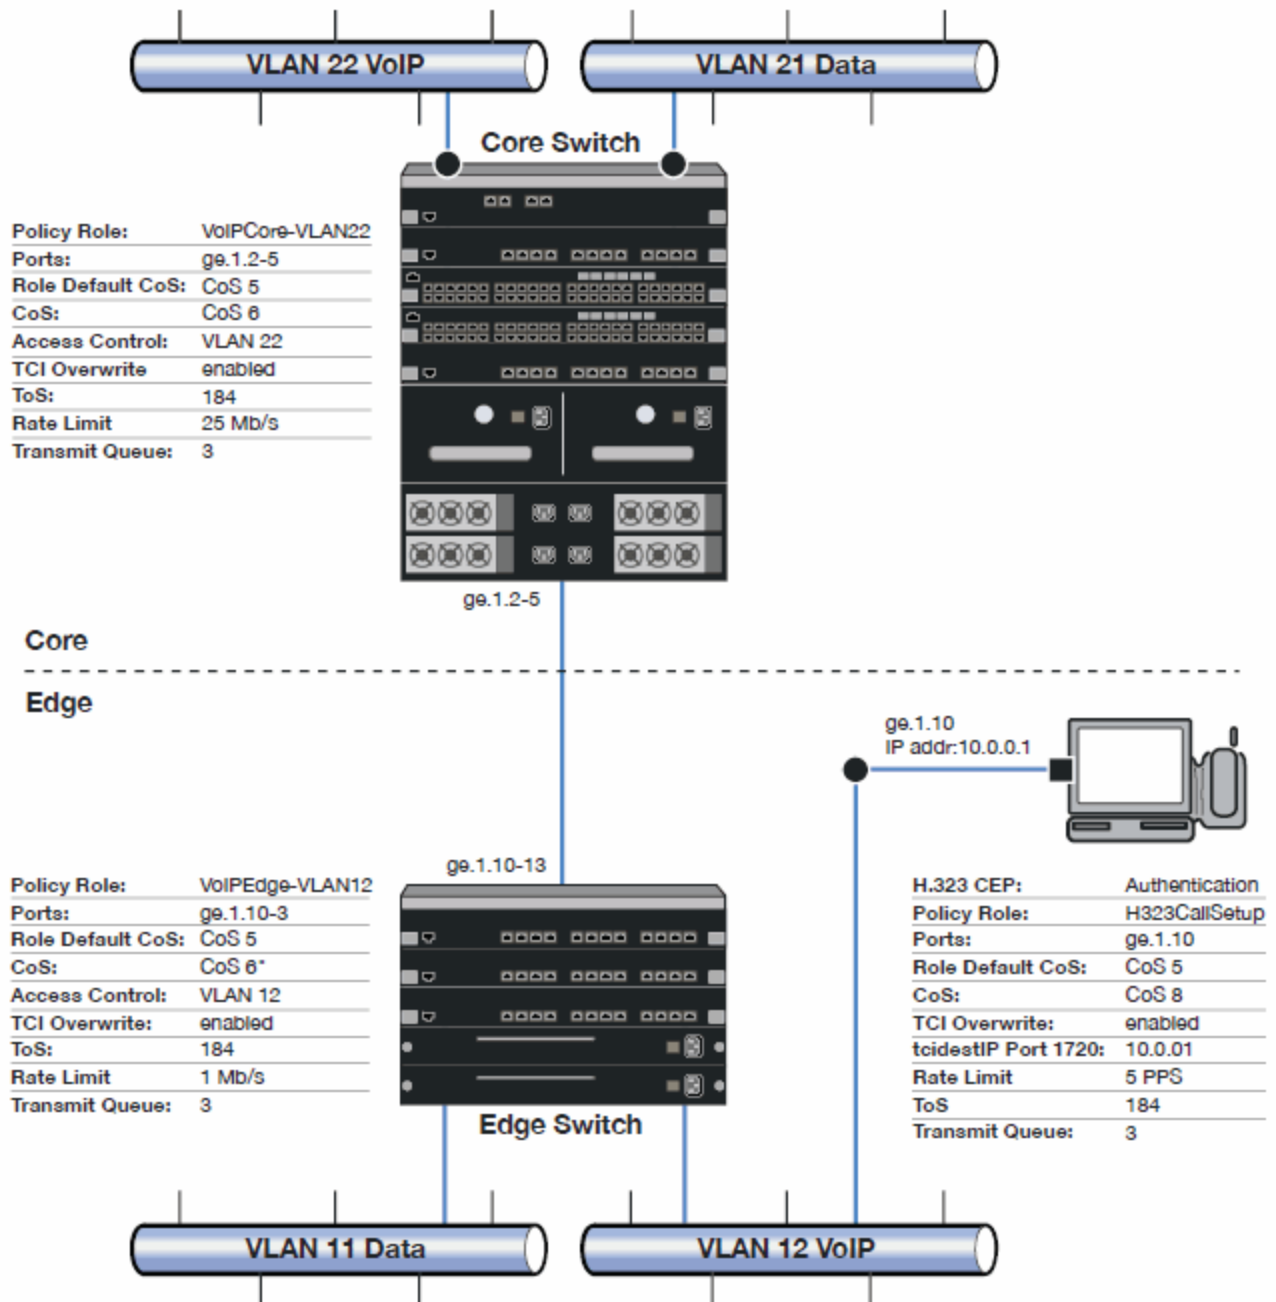 VLAN 22 VoIP
VLAN 21 Data
Core Switch
Policy Role: VoIPCore-VLAN22
Ports: ge.1.2-5
Role Default CoS: CoS 5
CoS: CoS 6
Access Control: VLAN 22
TCI Overwrite enabled
ToS: 184
Rate Limit 25 Mb/s
Transmit Queue: 3
ge.1.2-5
Core
Edge
ge.1.10
IP addr:10.0.0.1
ge.1.10-13
Policy Role: VoIPEdge-VLAN12
Ports: ge.1.10-3
Role Default CoS: CoS 5
CoS: CoS 6*
Access Control: VLAN 12
TCI Overwrite: enabled
ToS: 184
Rate Limit 1 Mb/s
Transmit Queue: 3
Edge Switch
H.323 CEP: Authentication
Policy Role: H323CallSetup
Ports: ge.1.10
Role Default CoS: CoS 5
CoS: CoS 8
TCI Overwrite: enabled
tcidestIP Port 1720: 10.0.01
Rate Limit 5 PPS
ToS 184
Transmit Queue: 3
VLAN 11 Data
VLAN 12 VoIP